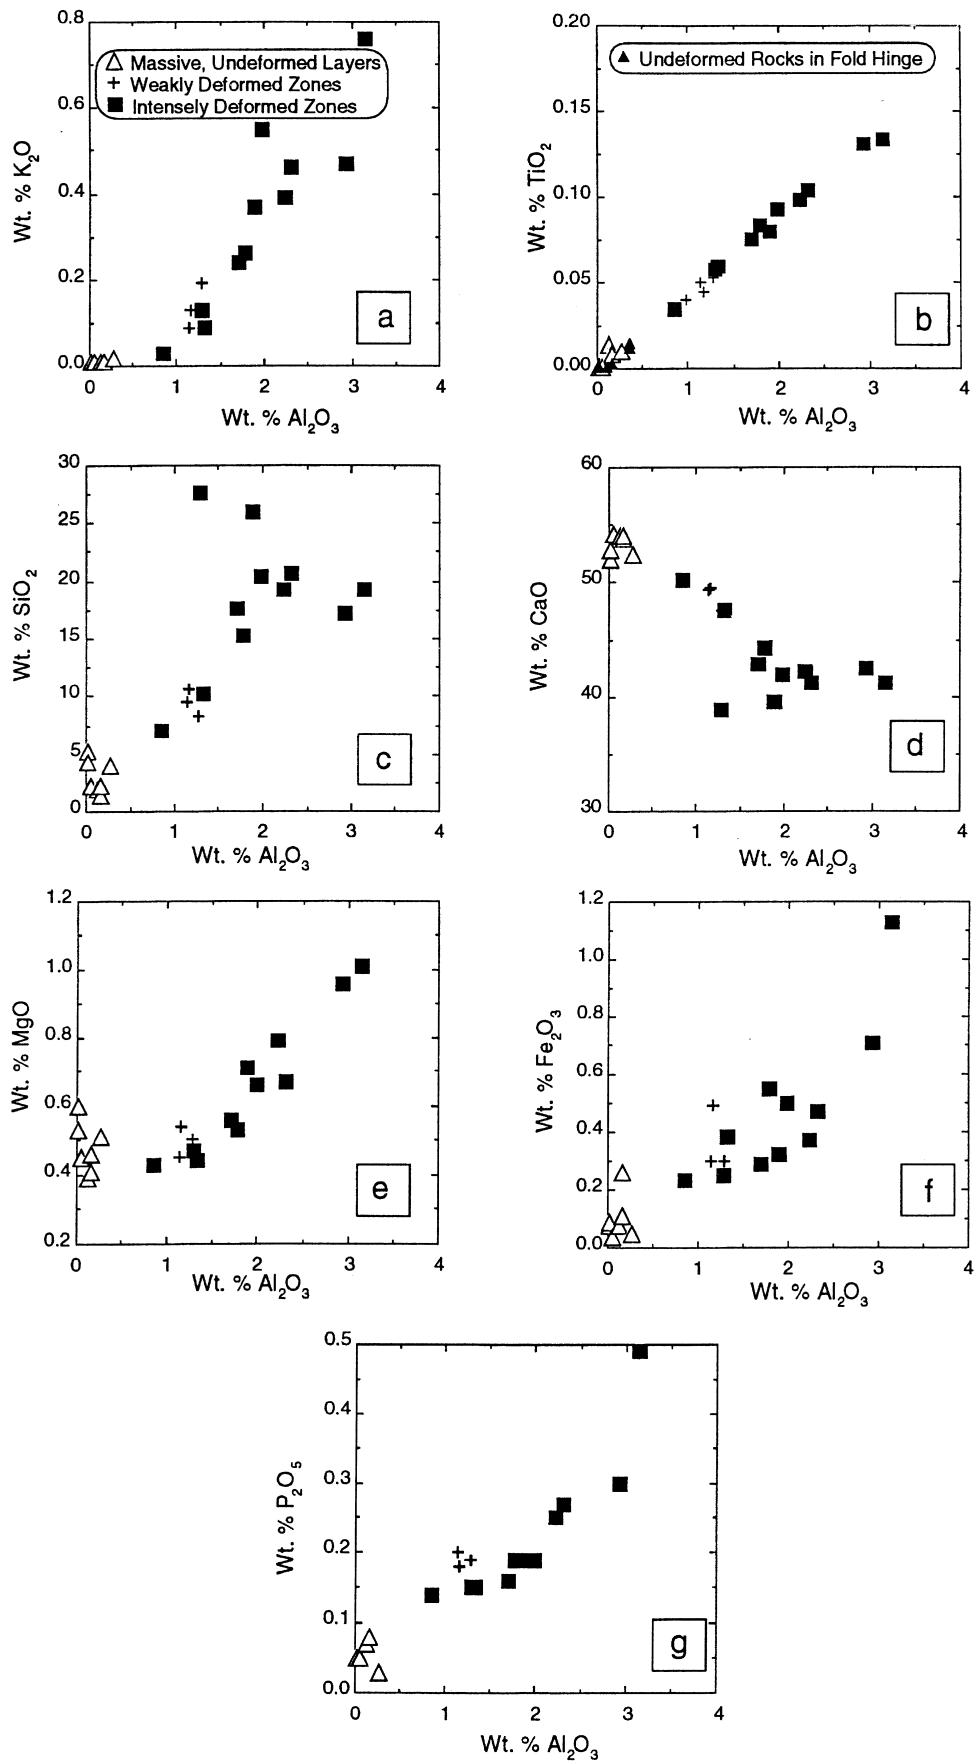 0.8
0.6
0.4
0.2
0.0
Wt. % K₂O
Massive, Undeformed Layers
Weakly Deformed Zones
Intensely Deformed Zones
a
0 1 2 3 4
Wt. % Al₂O₃
0.20
0.15
0.10
0.05
0.00
Wt. % TiO₂
Undeformed Rocks in Fold Hinge
b
0 1 2 3 4
Wt. % Al₂O₃
30
25
20
15
10
5
0
Wt. % SiO₂
c
0 1 2 3 4
Wt. % Al₂O₃
60
50
40
30
Wt. % CaO
d
0 1 2 3 4
Wt. % Al₂O₃
1.2
1.0
0.8
0.6
0.4
0.2
Wt. % MgO
e
0 1 2 3 4
Wt. % Al₂O₃
1.2
1.0
0.8
0.6
0.4
0.2
0.0
Wt. % Fe₂O₃
f
0 1 2 3 4
Wt. % Al₂O₃
0.5
0.4
0.3
0.2
0.1
0.0
Wt. % P₂O₅
g
0 1 2 3 4
Wt. % Al₂O₃